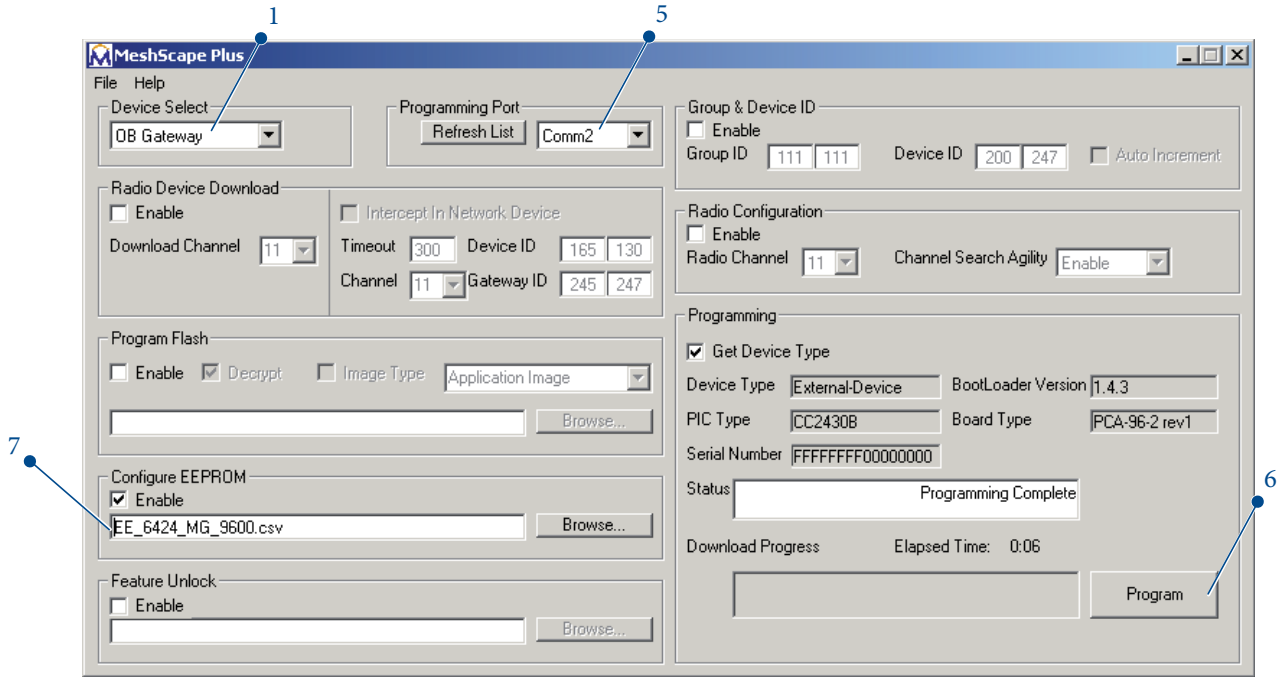 1
5
MeshScape Plus
File Help
Device Select
OB Gateway
Programming Port
Refresh List
Comm2
Group & Device ID
Enable
Group ID 111 111 Device ID 200 247 Auto Increment
Radio Device Download
Enable
Download Channel 11
Intercept In Network Device
Timeout 300 Device ID 165 130
Channel 11 Gateway ID 245 247
Radio Configuration
Enable
Radio Channel 11 Channel Search Agility Enable
Program Flash
Enable Decrypt Image Type Application Image
Browse...
7
Configure EEPROM
Enable
EE_6424_MG_9600.csv Browse...
Feature Unlock
Enable
Browse...
Programming
Get Device Type
Device Type External-Device BootLoader Version 1.4.3
PIC Type CC2430B Board Type PCA-96-2 rev1
Serial Number FFFFFFFF00000000
Status Programming Complete
6
Download Progress Elapsed Time: 0:06
Program